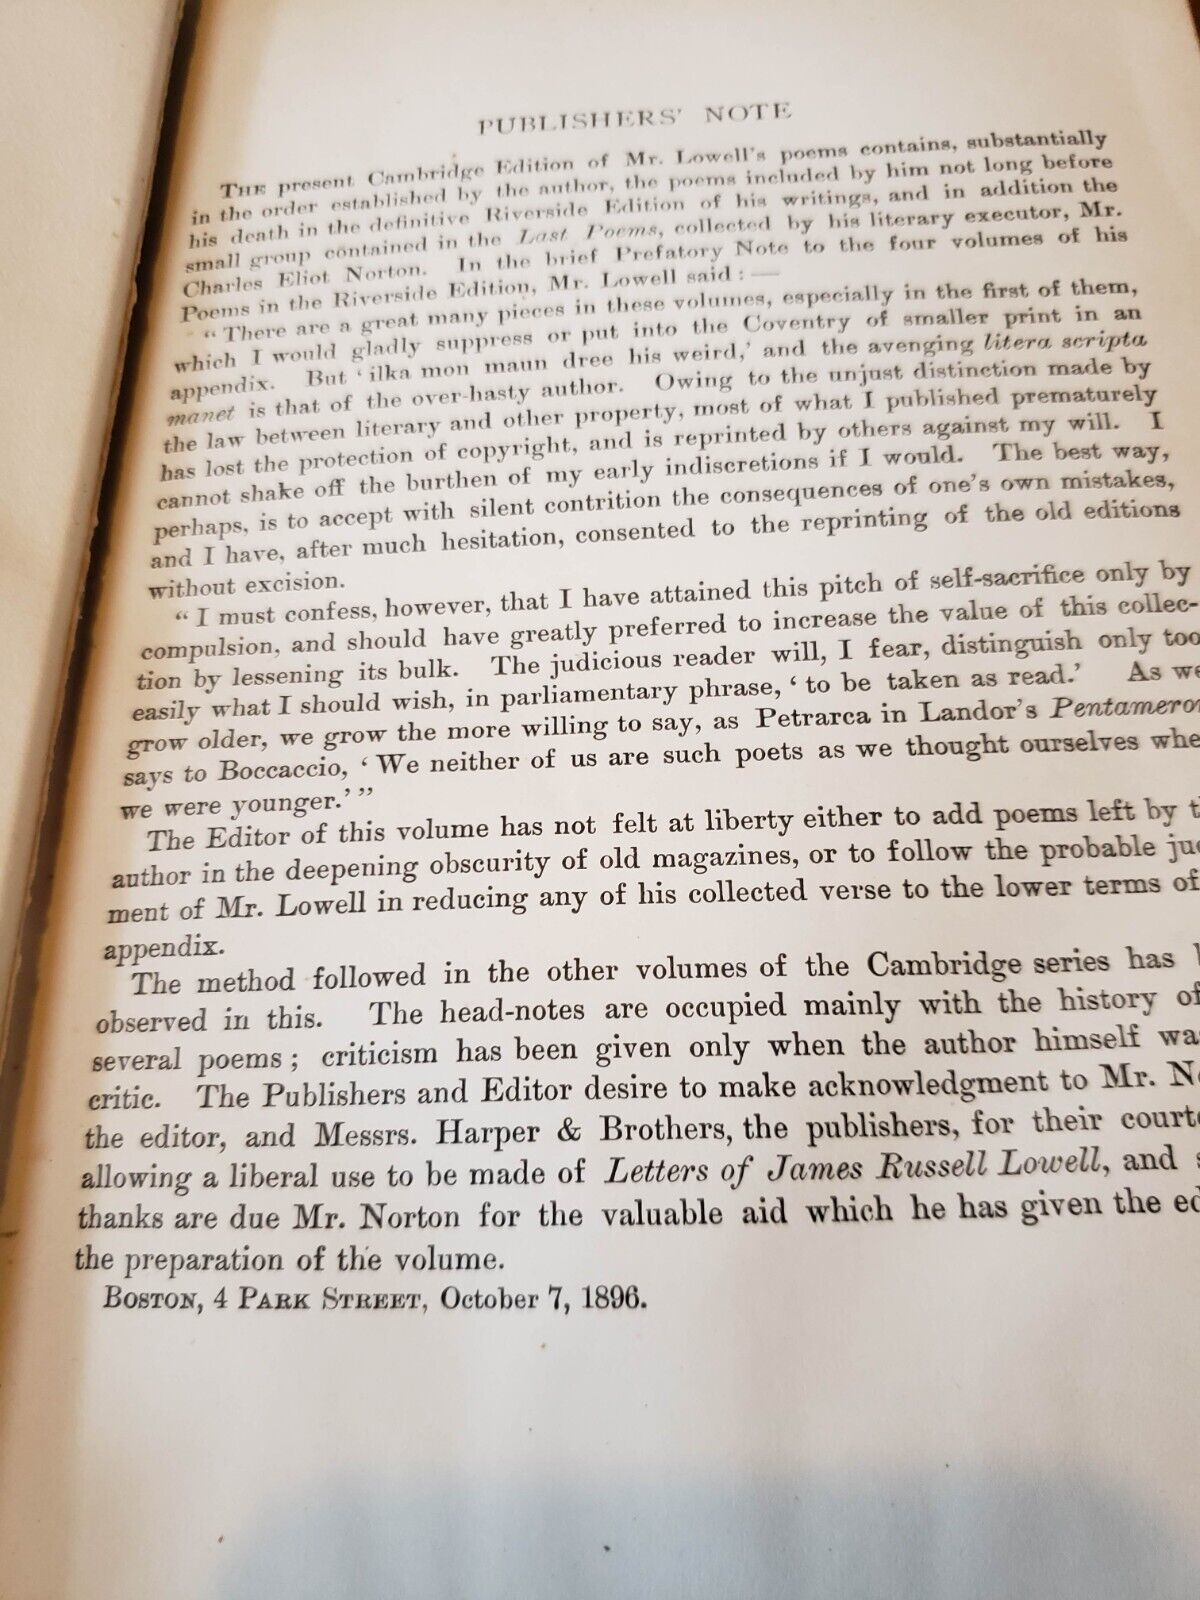 PUBLISHERS' NOTE
THE present Cambridge Edition of Mr. Lowell's poems contains, substantially
in the order established by the author, the poems included by him not long before
his death in the definitive Riverside Edition of his writings, and in addition the
small group contained in the Last Poems, collected by his literary executor, Mr.
Charles Eliot Norton. In the brief Prefatory Note to the four volumes of his
Poems in the Riverside Edition, Mr. Lowell said: —
"There are a great many pieces in these volumes, especially in the first of them,
which I would gladly suppress or put into the Coventry of smaller print in an
appendix. But 'ilka mon maun dree his weird,' and the avenging litera scripta
manet is that of the over-hasty author. Owing to the unjust distinction made by
the law between literary and other property, most of what I published prematurely
has lost the protection of copyright, and is reprinted by others against my will. I
cannot shake off the burthen of my early indiscretions if I would. The best way,
perhaps, is to accept with silent contrition the consequences of one's own mistakes,
and I have, after much hesitation, consented to the reprinting of the old editions
without excision.
"I must confess, however, that I have attained this pitch of self-sacrifice only by
compulsion, and should have greatly preferred to increase the value of this collec-
tion by lessening its bulk. The judicious reader will, I fear, distinguish only too
easily what I should wish, in parliamentary phrase, 'to be taken as read.' As we
grow older, we grow the more willing to say, as Petrarca in Landor's Pentameron
says to Boccaccio, 'We neither of us are such poets as we thought ourselves whe
we were younger.'"
The Editor of this volume has not felt at liberty either to add poems left by t
author in the deepening obscurity of old magazines, or to follow the probable jud
ment of Mr. Lowell in reducing any of his collected verse to the lower terms of
appendix.
The method followed in the other volumes of the Cambridge series has
observed in this. The head-notes are occupied mainly with the history of
several poems; criticism has been given only when the author himself wa
critic. The Publishers and Editor desire to make acknowledgment to Mr. No
the editor, and Messrs. Harper & Brothers, the publishers, for their courte
allowing a liberal use to be made of Letters of James Russell Lowell, and s
thanks are due Mr. Norton for the valuable aid which he has given the ed
the preparation of the volume.
BOSTON, 4 PARK STREET, October 7, 1896.